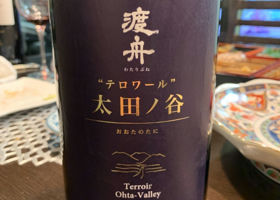 渡舟
わたりぶね
“テロワール”
太田ノ谷
おおたのたに
Terroir
Ohta-Valley